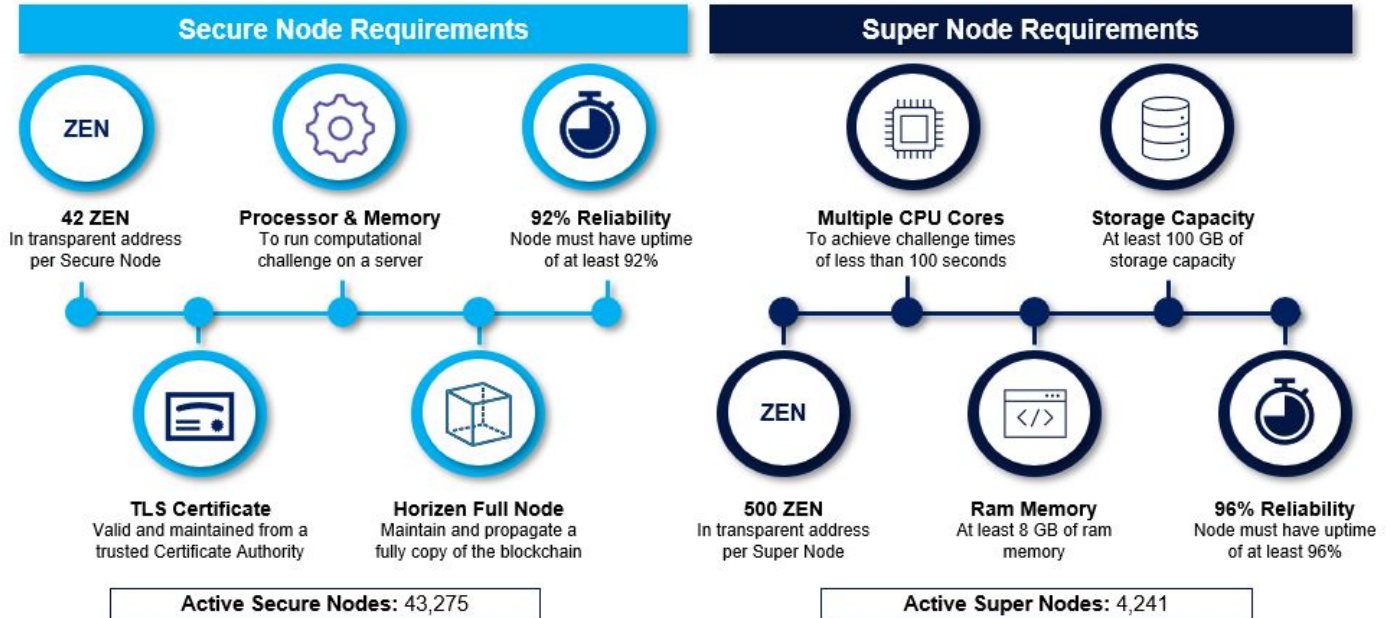 Secure Node Requirements
ZEN
42 ZEN
In transparent address
per Secure Node
Processor & Memory
To run computational
challenge on a server
92% Reliability
Node must have uptime
of at least 92%
TLS Certificate
Valid and maintained from a
trusted Certificate Authority
Horizen Full Node
Maintain and propagate a
fully copy of the blockchain
Active Secure Nodes: 43,275
Super Node Requirements
Multiple CPU Cores
To achieve challenge times
of less than 100 seconds
Storage Capacity
At least 100 GB of
storage capacity
ZEN
500 ZEN
In transparent address
per Super Node
</>
Ram Memory
At least 8 GB of ram
memory
96% Reliability
Node must have uptime
of at least 96%
Active Super Nodes: 4,241